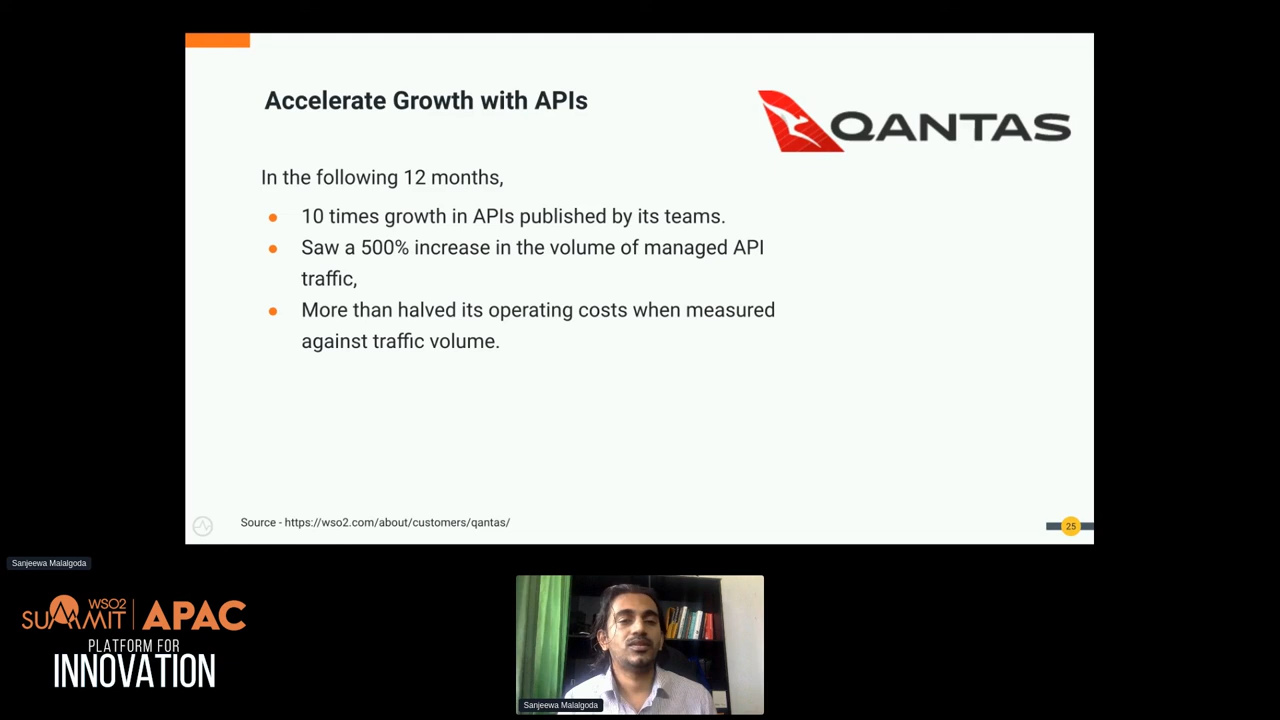 Accelerate Growth with APIs
QANTAS
In the following 12 months,
● 10 times growth in APIs published by its teams.
● Saw a 500% increase in the volume of managed API
traffic,
● More than halved its operating costs when measured
against traffic volume.
Source - https://wso2.com/about/customers/qantas/
25
Sanjeewa Malalgoda
WSO2
SUMMIT APAC
PLATFORM FOR
INNOVATION
Sanjeewa Malalgoda